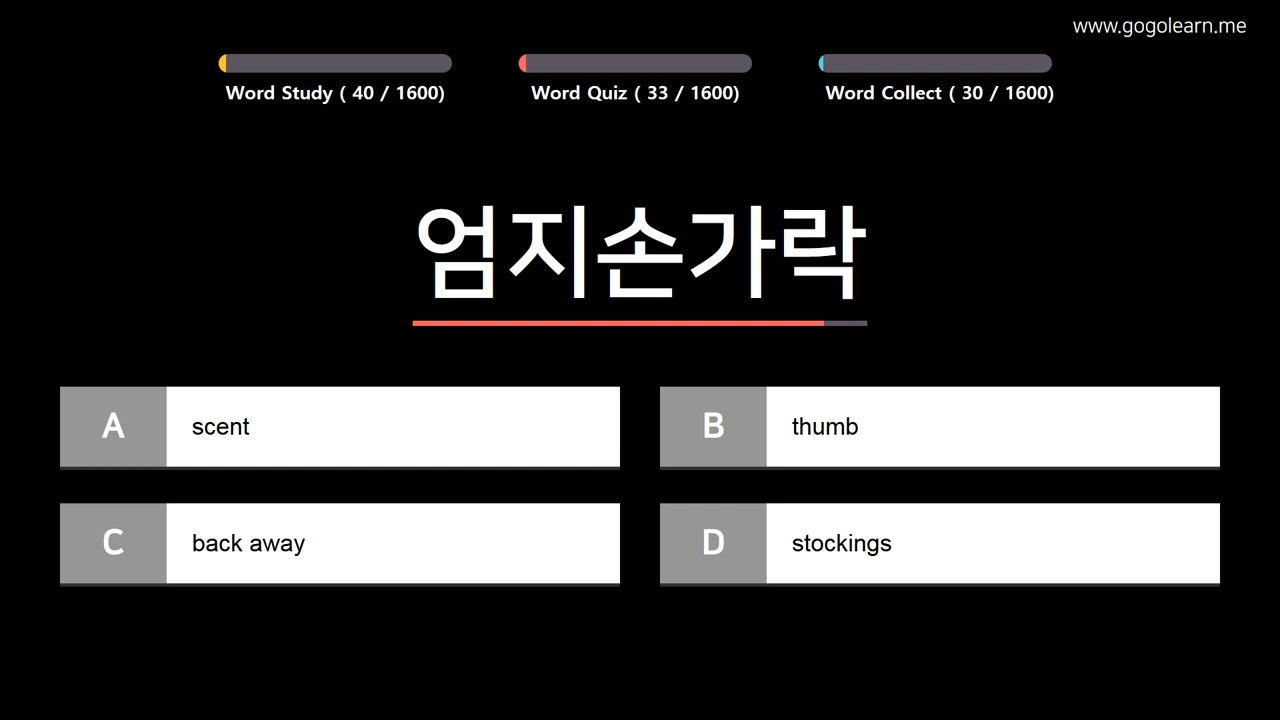 www.gogolearn.me
Word Study ( 40 / 1600)
Word Quiz ( 33 / 1600)
Word Collect ( 30 / 1600)
엄지손가락
A scent
B thumb
C back away
D stockings